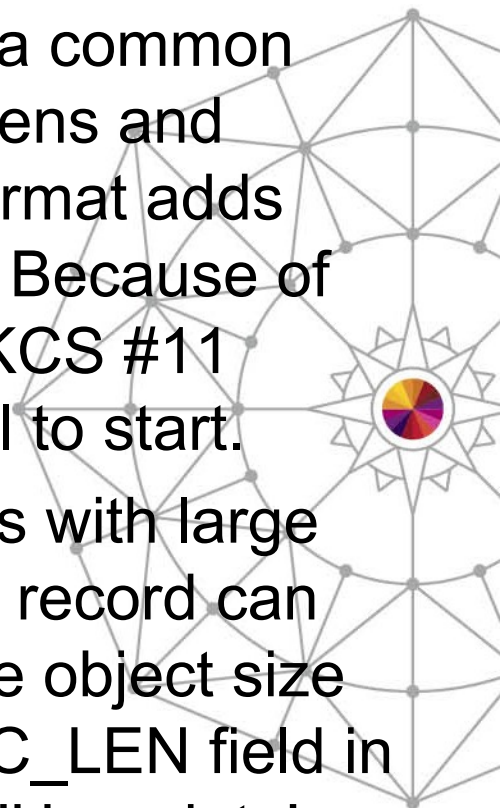 a common
ens and
rmat adds
Because of
KCS #11
l to start.
s with large
record can
e object size
C_LEN field in